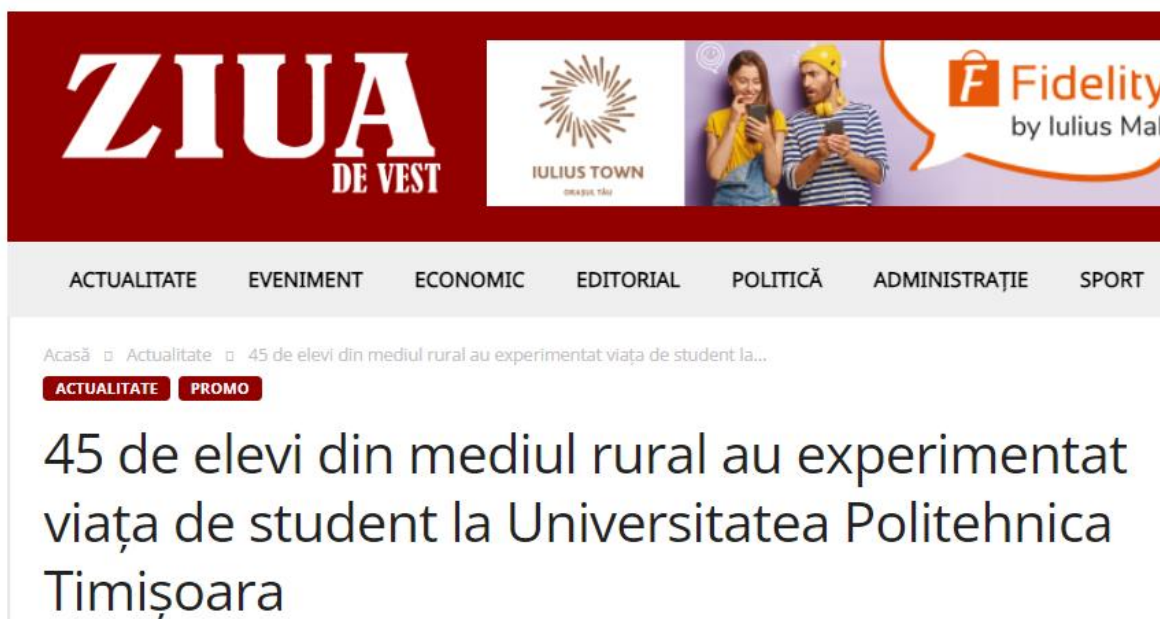 ZIUA
DE VEST
IULIUS TOWN
ORAȘUL TĂU
F Fidelity
by Iulius Mal
ACTUALITATE EVENIMENT ECONOMIC EDITORIAL POLITICĂ ADMINISTRAȚIE SPORT
Acasă Actualitate 45 de elevi din mediul rural au experimentat viața de student la...
ACTUALITATE PROMO
45 de elevi din mediul rural au experimentat
viața de student la Universitatea Politehnica
Timișoara